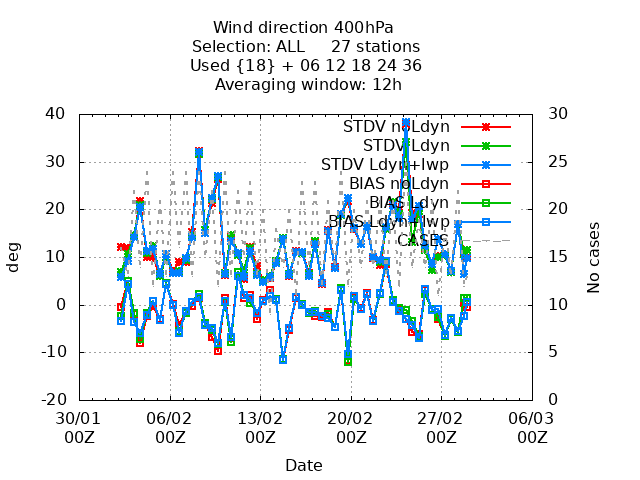 Wind direction 400hPa
Selection: ALL 27 stations
Used {18} + 06 12 18 24 36
Averaging window: 12h
STDV noLdyn
STDV Ldyn
STDV Ldyn+lwp
BIAS noLdyn
BIAS Ldyn
BIAS Ldyn+lwp
CASES
deg
40
30
20
10
0
-10
-20
30
25
20
15
10
5
0
No cases
30/01 06/02 13/02 20/02 27/02 06/03
00Z 00Z 00Z 00Z 00Z 00Z
Date